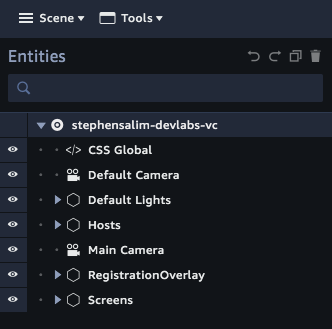 Scene Tools
Entities
stephensalim-devlabs-vc
</> CSS Global
Default Camera
Default Lights
Hosts
Main Camera
RegistrationOverlay
Screens